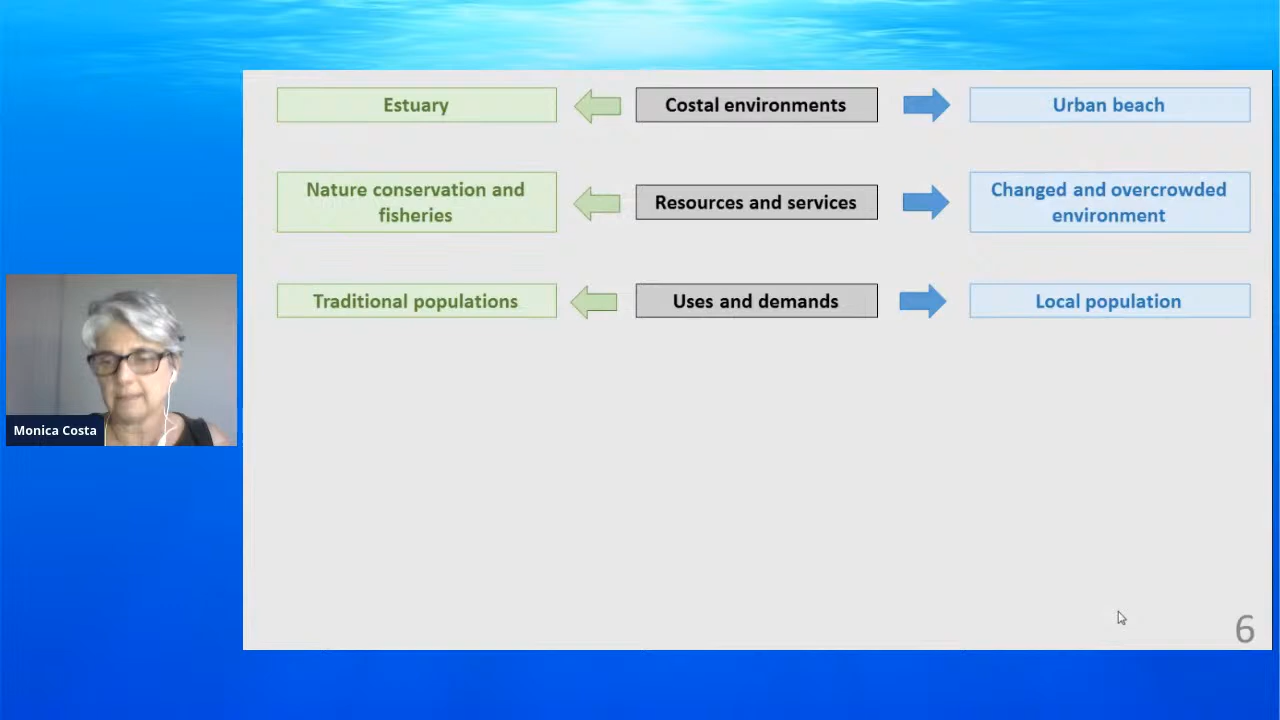 Estuary
Costal environments
Urban beach
Nature conservation and
fisheries
Resources and services
Changed and overcrowded
environment
Traditional populations
Uses and demands
Local population
Monica Costa
6